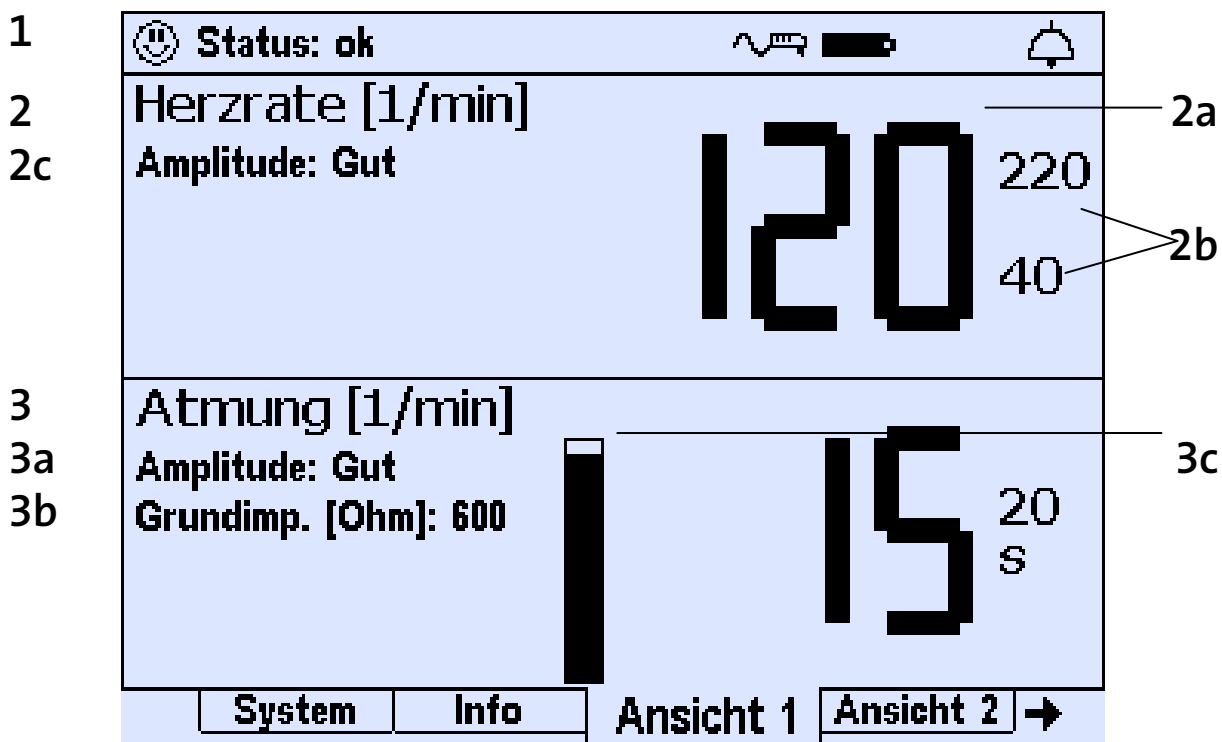 1 Status: ok
2 Herzrate [1/min] 2a
2c Amplitude: Gut
120
220
40
2b
3 Atmung [1/min]
3a Amplitude: Gut
3c
3b Grundimp. [Ohm]: 600
15
20
s
System Info Ansicht 1 Ansicht 2